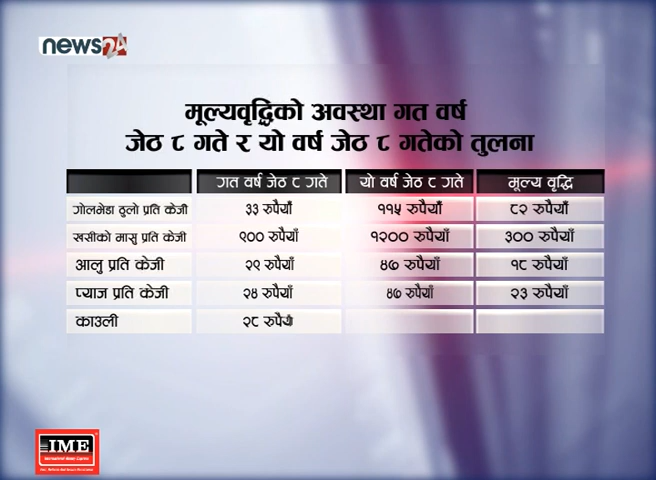 news24
मूल्यवृद्धिको अवस्था गत वर्ष
जेठ ८ गते र यो वर्ष जेठ ८ गतेको तुलना
गत वर्ष जेठ ८ गते यो वर्ष जेठ ८ गते मूल्य वृद्धि
गोलभेडा ठुलो प्रति केजी ३३ रुपैयाँ ११५ रुपैयाँ ८२ रुपैयाँ
खसीको मासु प्रति केजी ९०० रुपैयाँ १२०० रुपैयाँ ३०० रुपैयाँ
आलु प्रति केजी २९ रुपैयाँ ४७ रुपैयाँ १८ रुपैयाँ
प्याज प्रति केजी २४ रुपैयाँ ४७ रुपैयाँ २३ रुपैयाँ
काउली २८ रुपैयाँ
IME